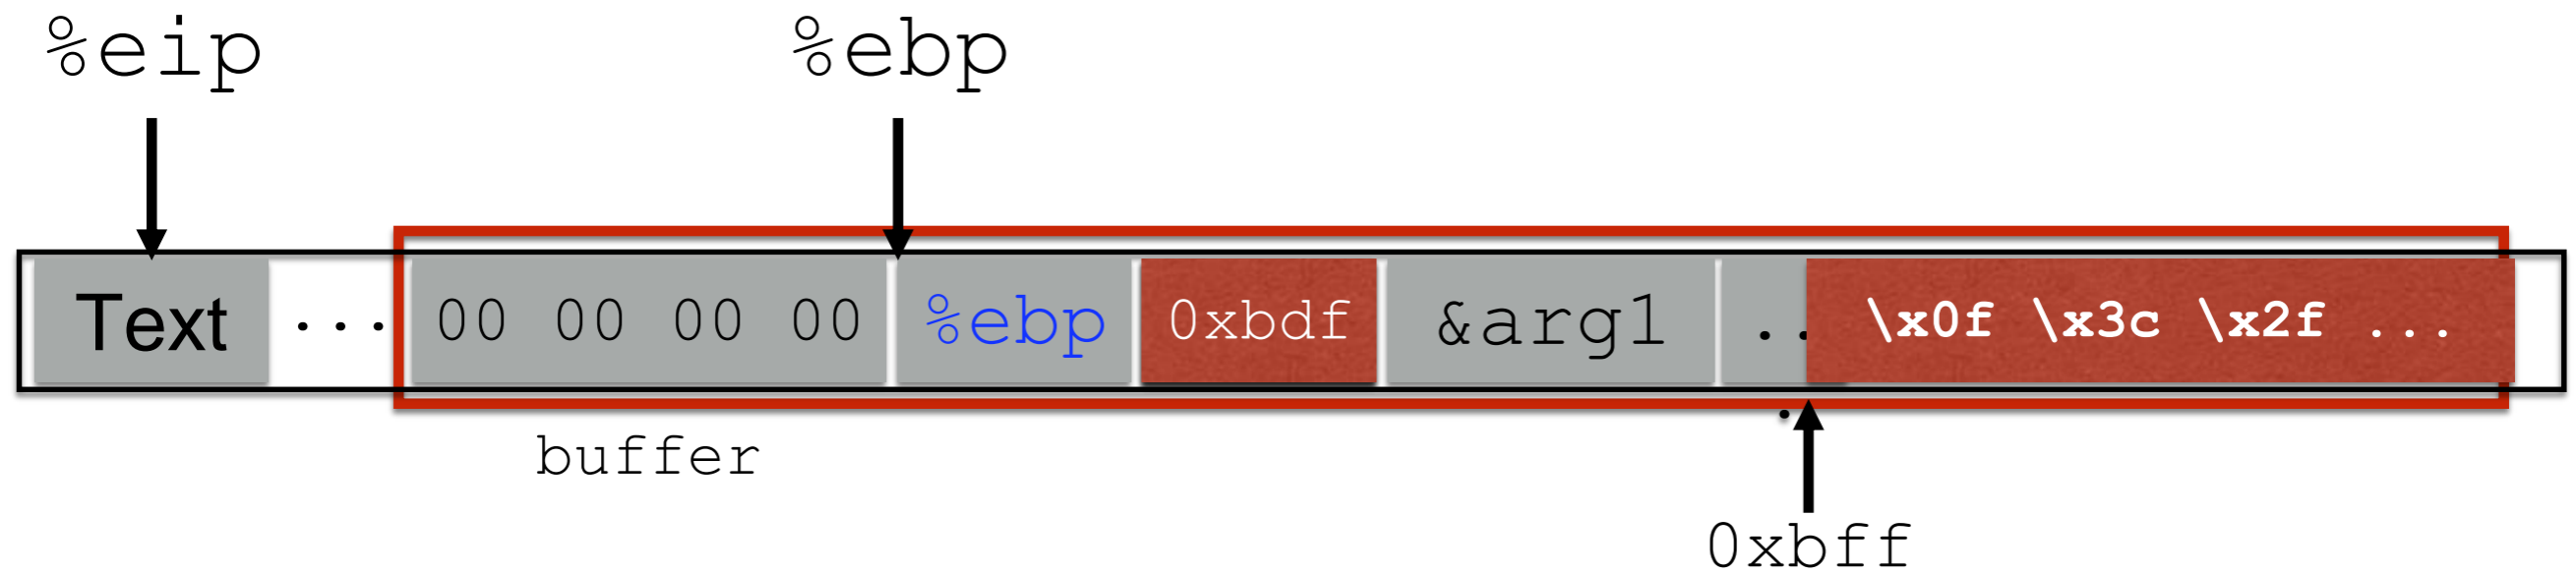 %eip %ebp
Text ... 00 00 00 00 %ebp 0xbdf &arg1 ... \x0f \x3c \x2f ...
buffer
0xbff